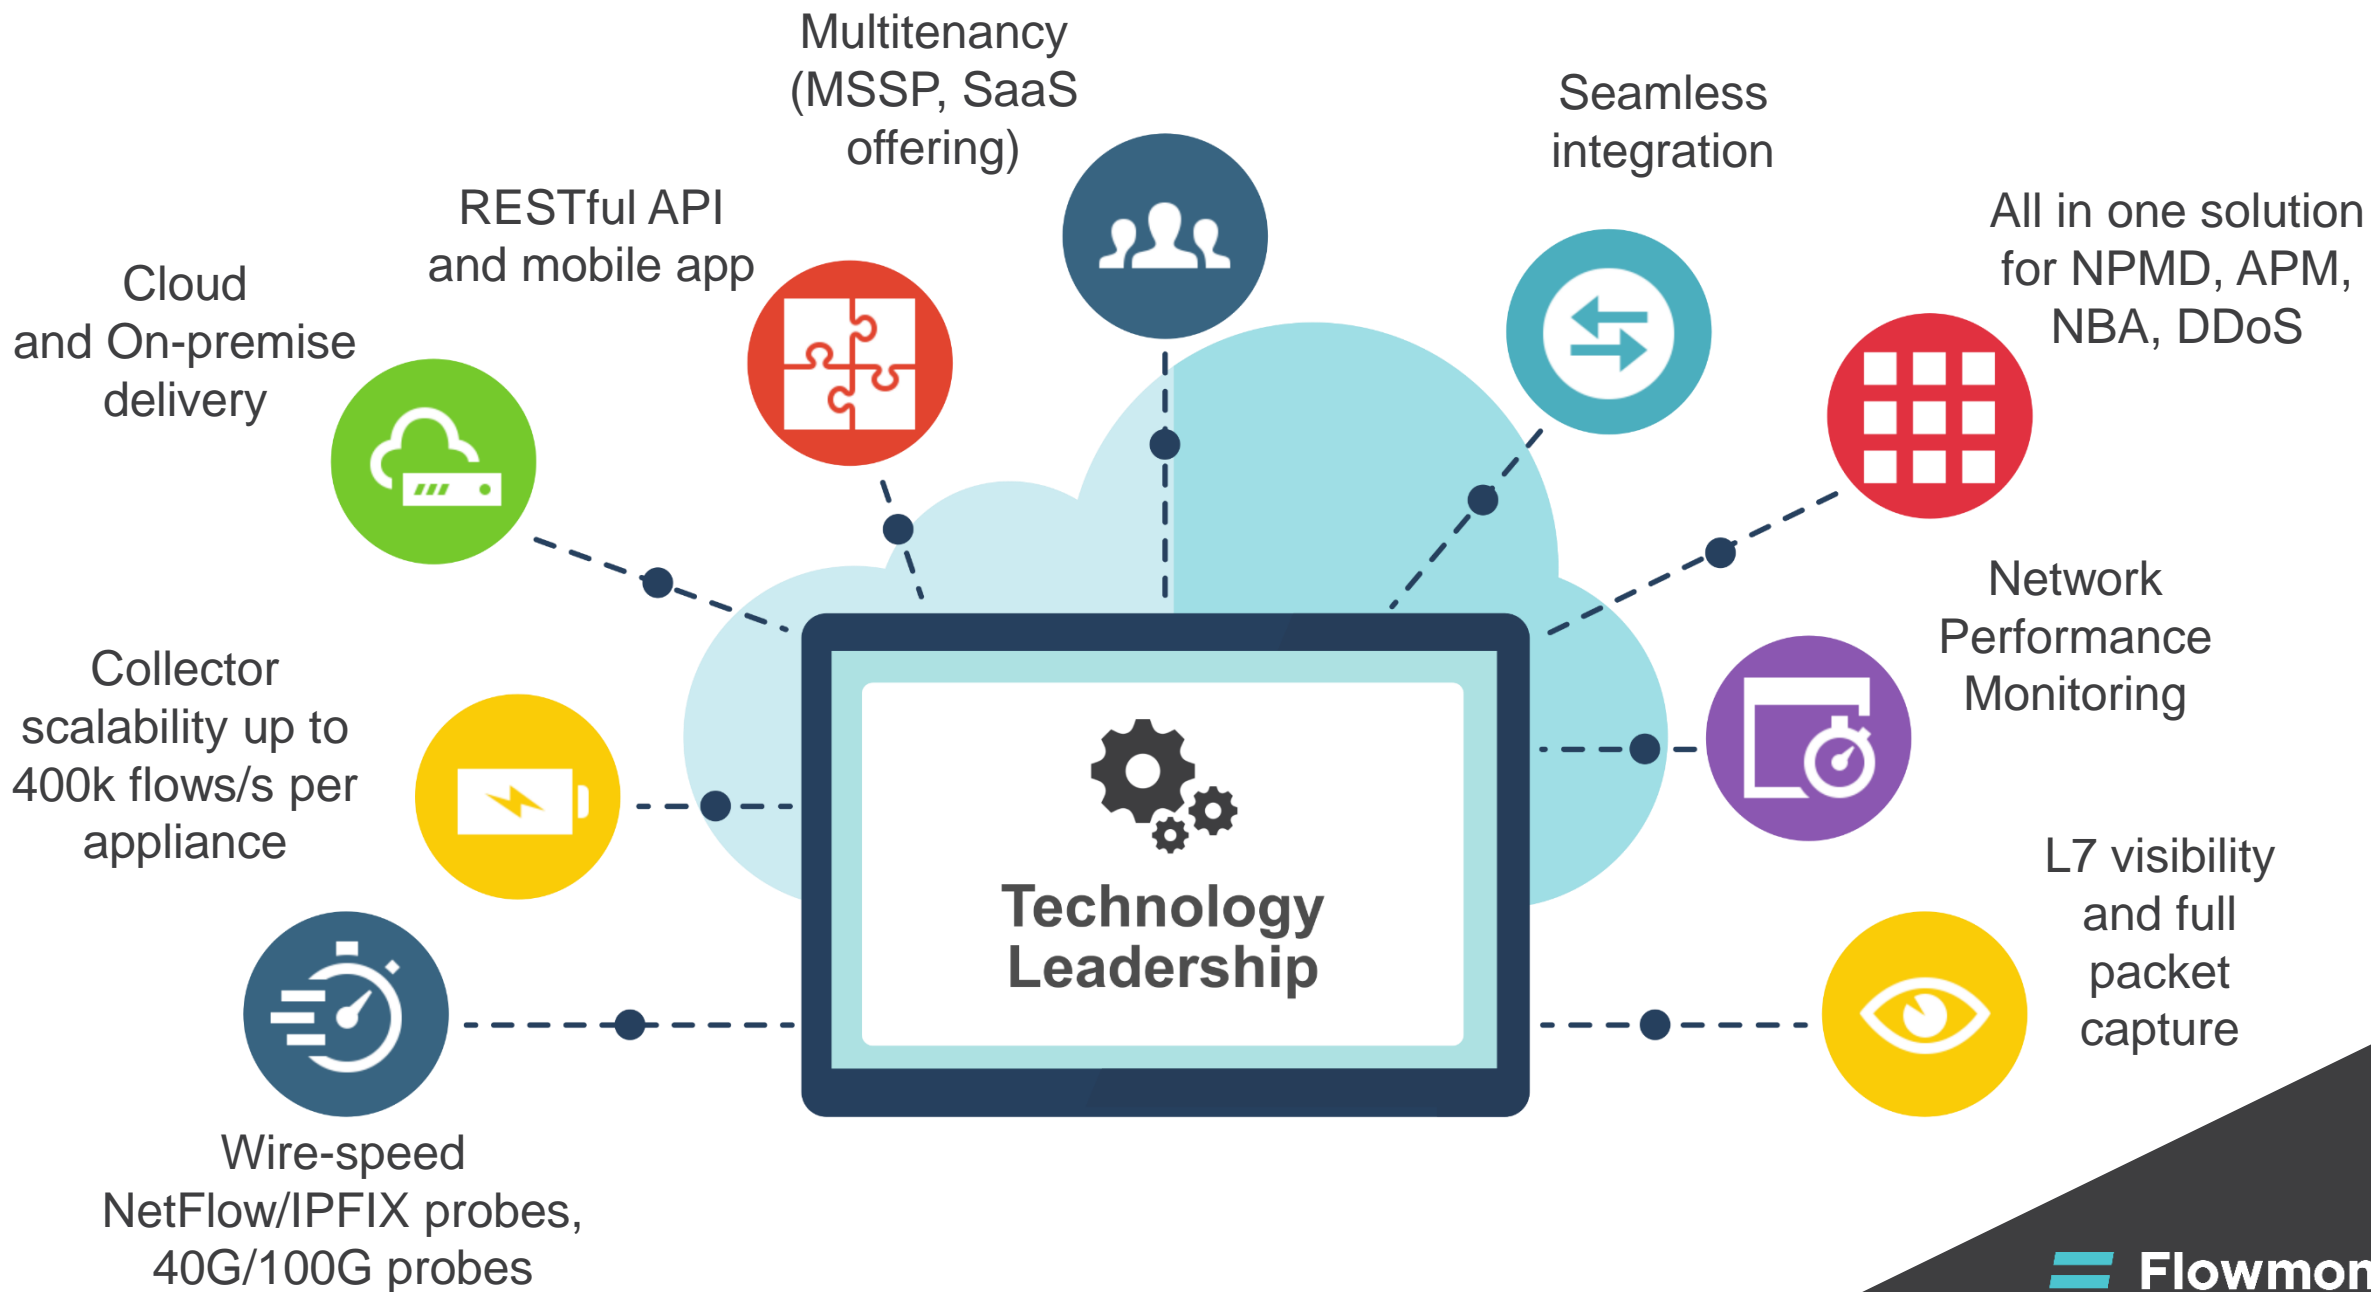 Multitenancy
(MSSP, SaaS
offering)
Seamless
integration
RESTful API
and mobile app
All in one solution
for NPMD, APM,
NBA, DDoS
Cloud
and On-premise
delivery
Network
Performance
Monitoring
Collector
scalability up to
400k flows/s per
appliance
L7 visibility
and full
packet
capture
Technology
Leadership
Wire-speed
NetFlow/IPFIX probes,
40G/100G probes
Flowmon